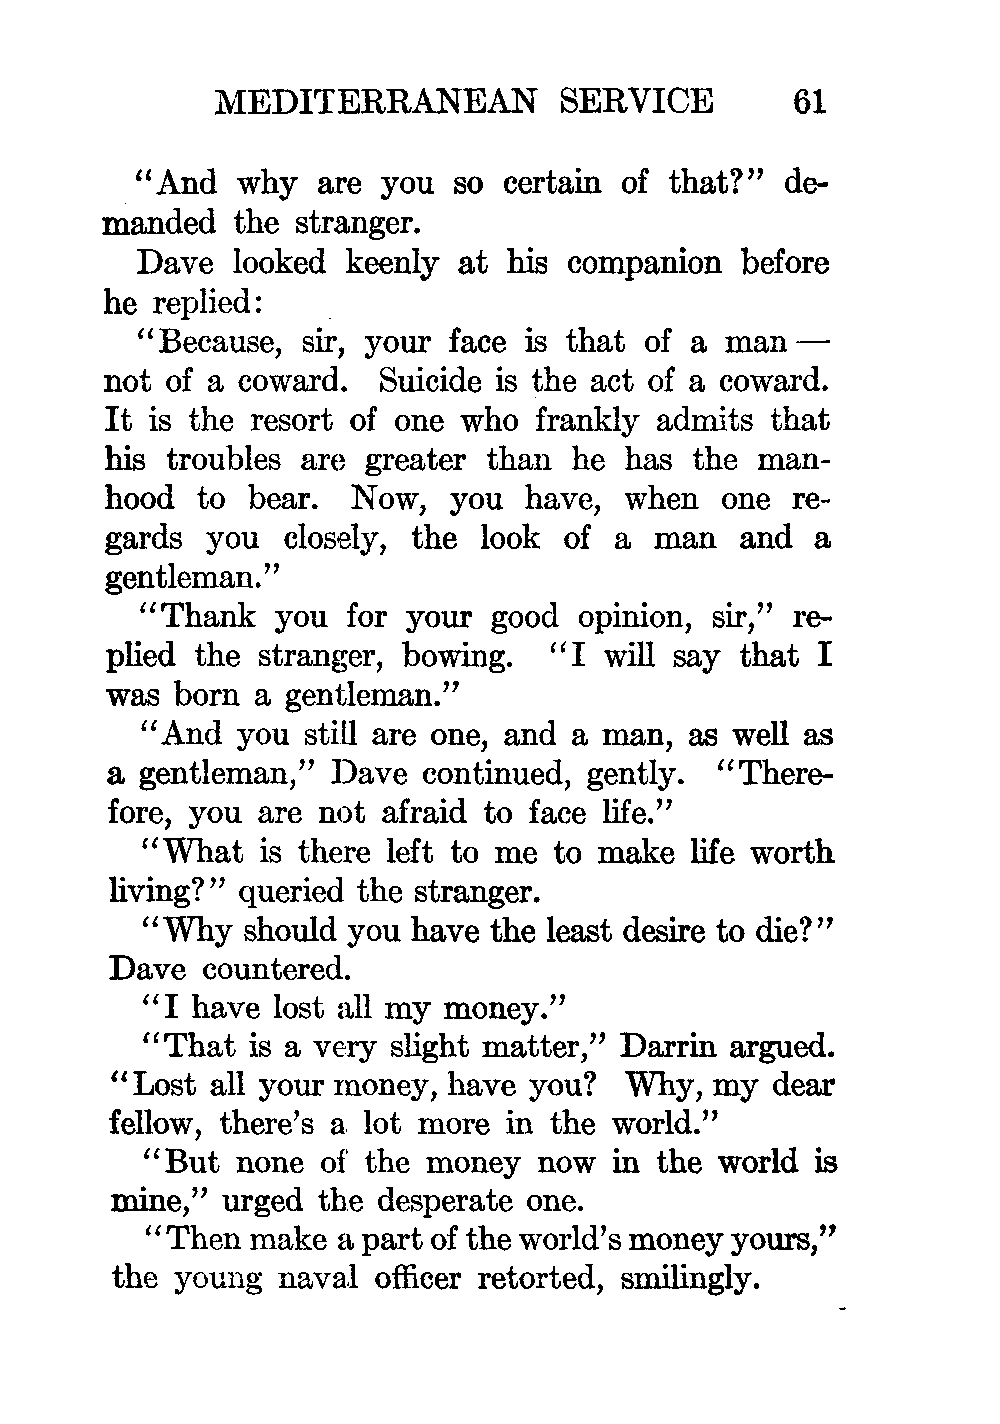 MEDITERRANEAN SERVICE 61
"And why are you so certain of that?" de-
manded the stranger.
Dave looked keenly at his companion before
he replied:
"Because, sir, your face is that of a man —
not of a coward. Suicide is the act of a coward.
It is the resort of one who frankly admits that
his troubles are greater than he has the man-
hood to bear. Now, you have, when one re-
gards you closely, the look of a man and a
gentleman."
"Thank you for your good opinion, sir," re-
plied the stranger, bowing. "I will say that I
was born a gentleman."
"And you still are one, and a man, as well as
a gentleman," Dave continued, gently. "There-
fore, you are not afraid to face life."
"What is there left to me to make life worth
living?" queried the stranger.
"Why should you have the least desire to die?"
Dave countered.
"I have lost all my money."
"That is a very slight matter," Darrin argued.
"Lost all your money, have you? Why, my dear
fellow, there's a lot more in the world."
"But none of the money now in the world is
mine," urged the desperate one.
"Then make a part of the world's money yours,"
the young naval officer retorted, smilingly.